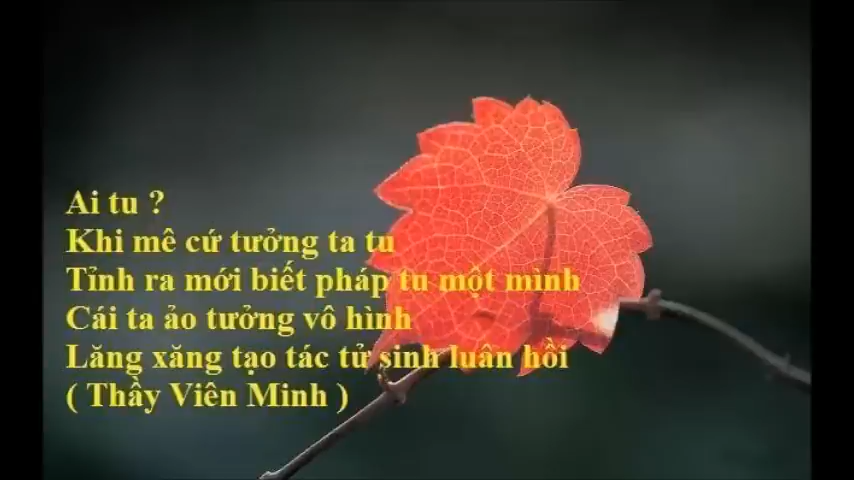 Ai tu ?
Khi mê cứ tưởng ta tu
Tỉnh ra mới biết pháp tu một mình
Cái ta ảo tưởng vô hình
Lăng xăng tạo tác tử sinh luân hồi
( Thầy Viên Minh )